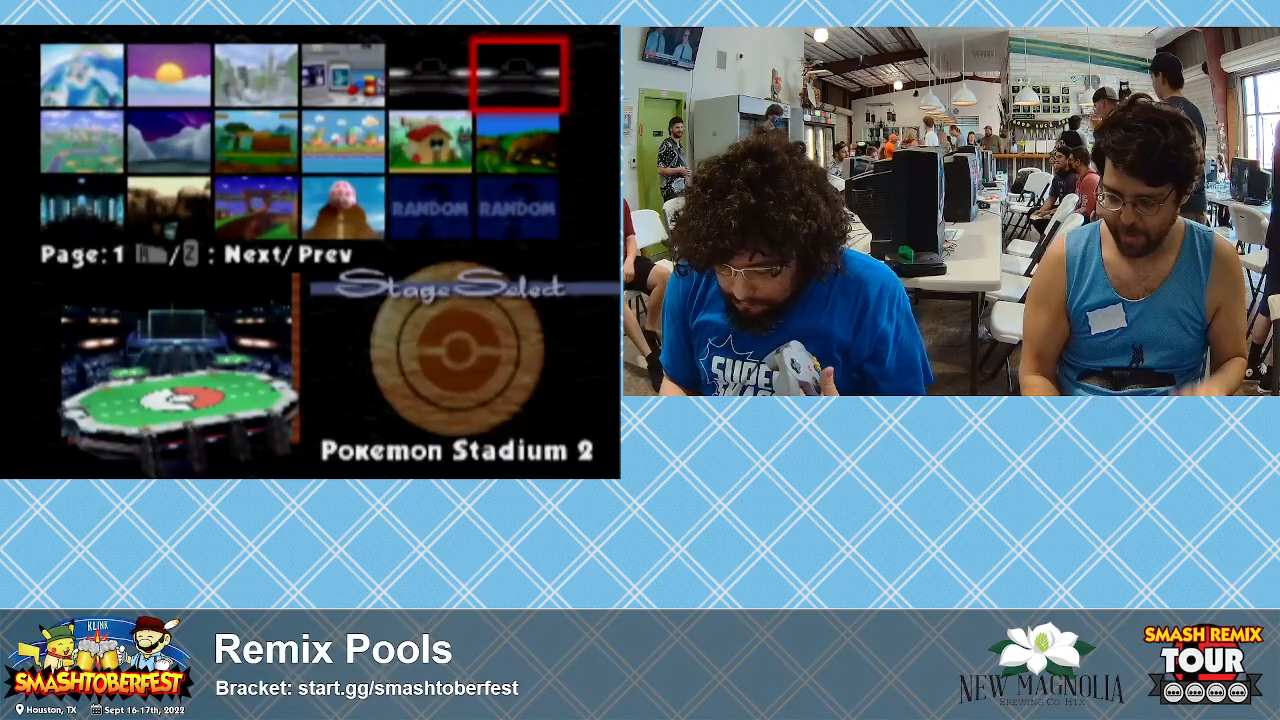 RANDOM RANDOM
Page:1 /Z : Next/Prev
Stage Select
Pokemon Stadium 2
SUPER
KLINK
SMASHTOBERFEST
Houston, TX Sept 16-17th, 2022
Remix Pools
Bracket: start.gg/smashtoberfest
NEW MAGNOLIA
BREWING CO HTX
SMASH REMIX
TOUR